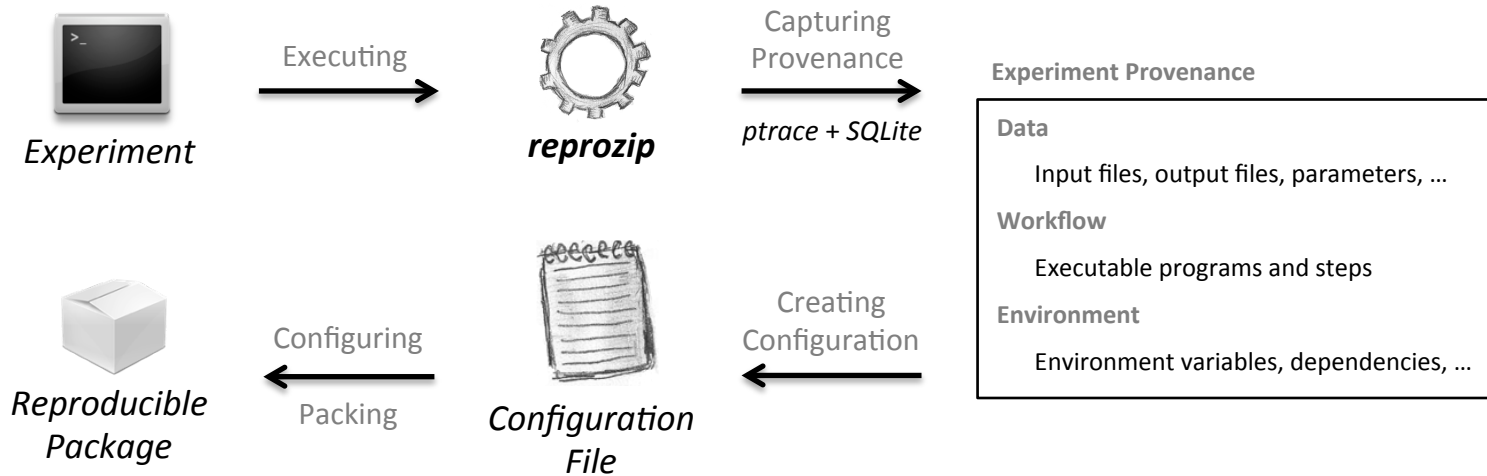 >_
Experiment
Executing
reprozip
Capturing
Provenance
ptrace + SQLite
Experiment Provenance
Data
Input files, output files, parameters, ...
Workflow
Executable programs and steps
Environment
Environment variables, dependencies, ...
Creating
Configuration
Configuration
File
Configuring
Packing
Reproducible
Package